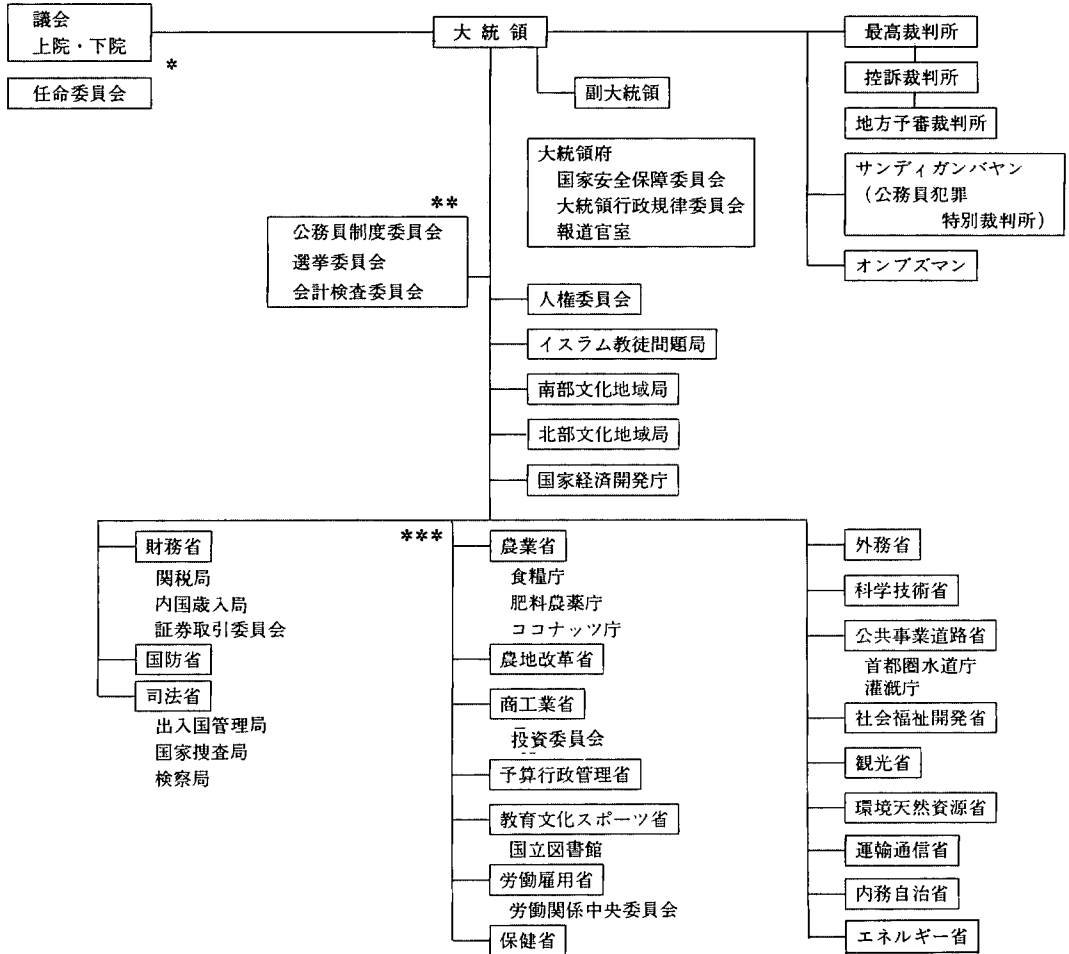 議会
上院・下院
*
任命委員会
大統領
副大統領
大統領府
国家安全保障委員会
大統領行政規律委員会
報道官室
最高裁判所
控訴裁判所
地方予審裁判所
サンディガンバヤン
（公務員犯罪
特別裁判所）
オンブズマン
**
公務員制度委員会
選挙委員会
会計検査委員会
人権委員会
イスラム教徒問題局
南部文化地域局
北部文化地域局
国家経済開発庁
財務省
関税局
内国歳入局
証券取引委員会
国防省
司法省
出入国管理局
国家捜査局
検察局
***
農業省
食糧庁
肥料農薬庁
ココナッツ庁
農地改革省
商工業省
投資委員会
予算行政管理省
教育文化スポーツ省
国立図書館
労働雇用省
労働関係中央委員会
保健省
外務省
科学技術省
公共事業道路省
首都圏水道庁
灌漑庁
社会福祉開発省
観光省
環境天然資源省
運輸通信省
内務自治省
エネルギー省